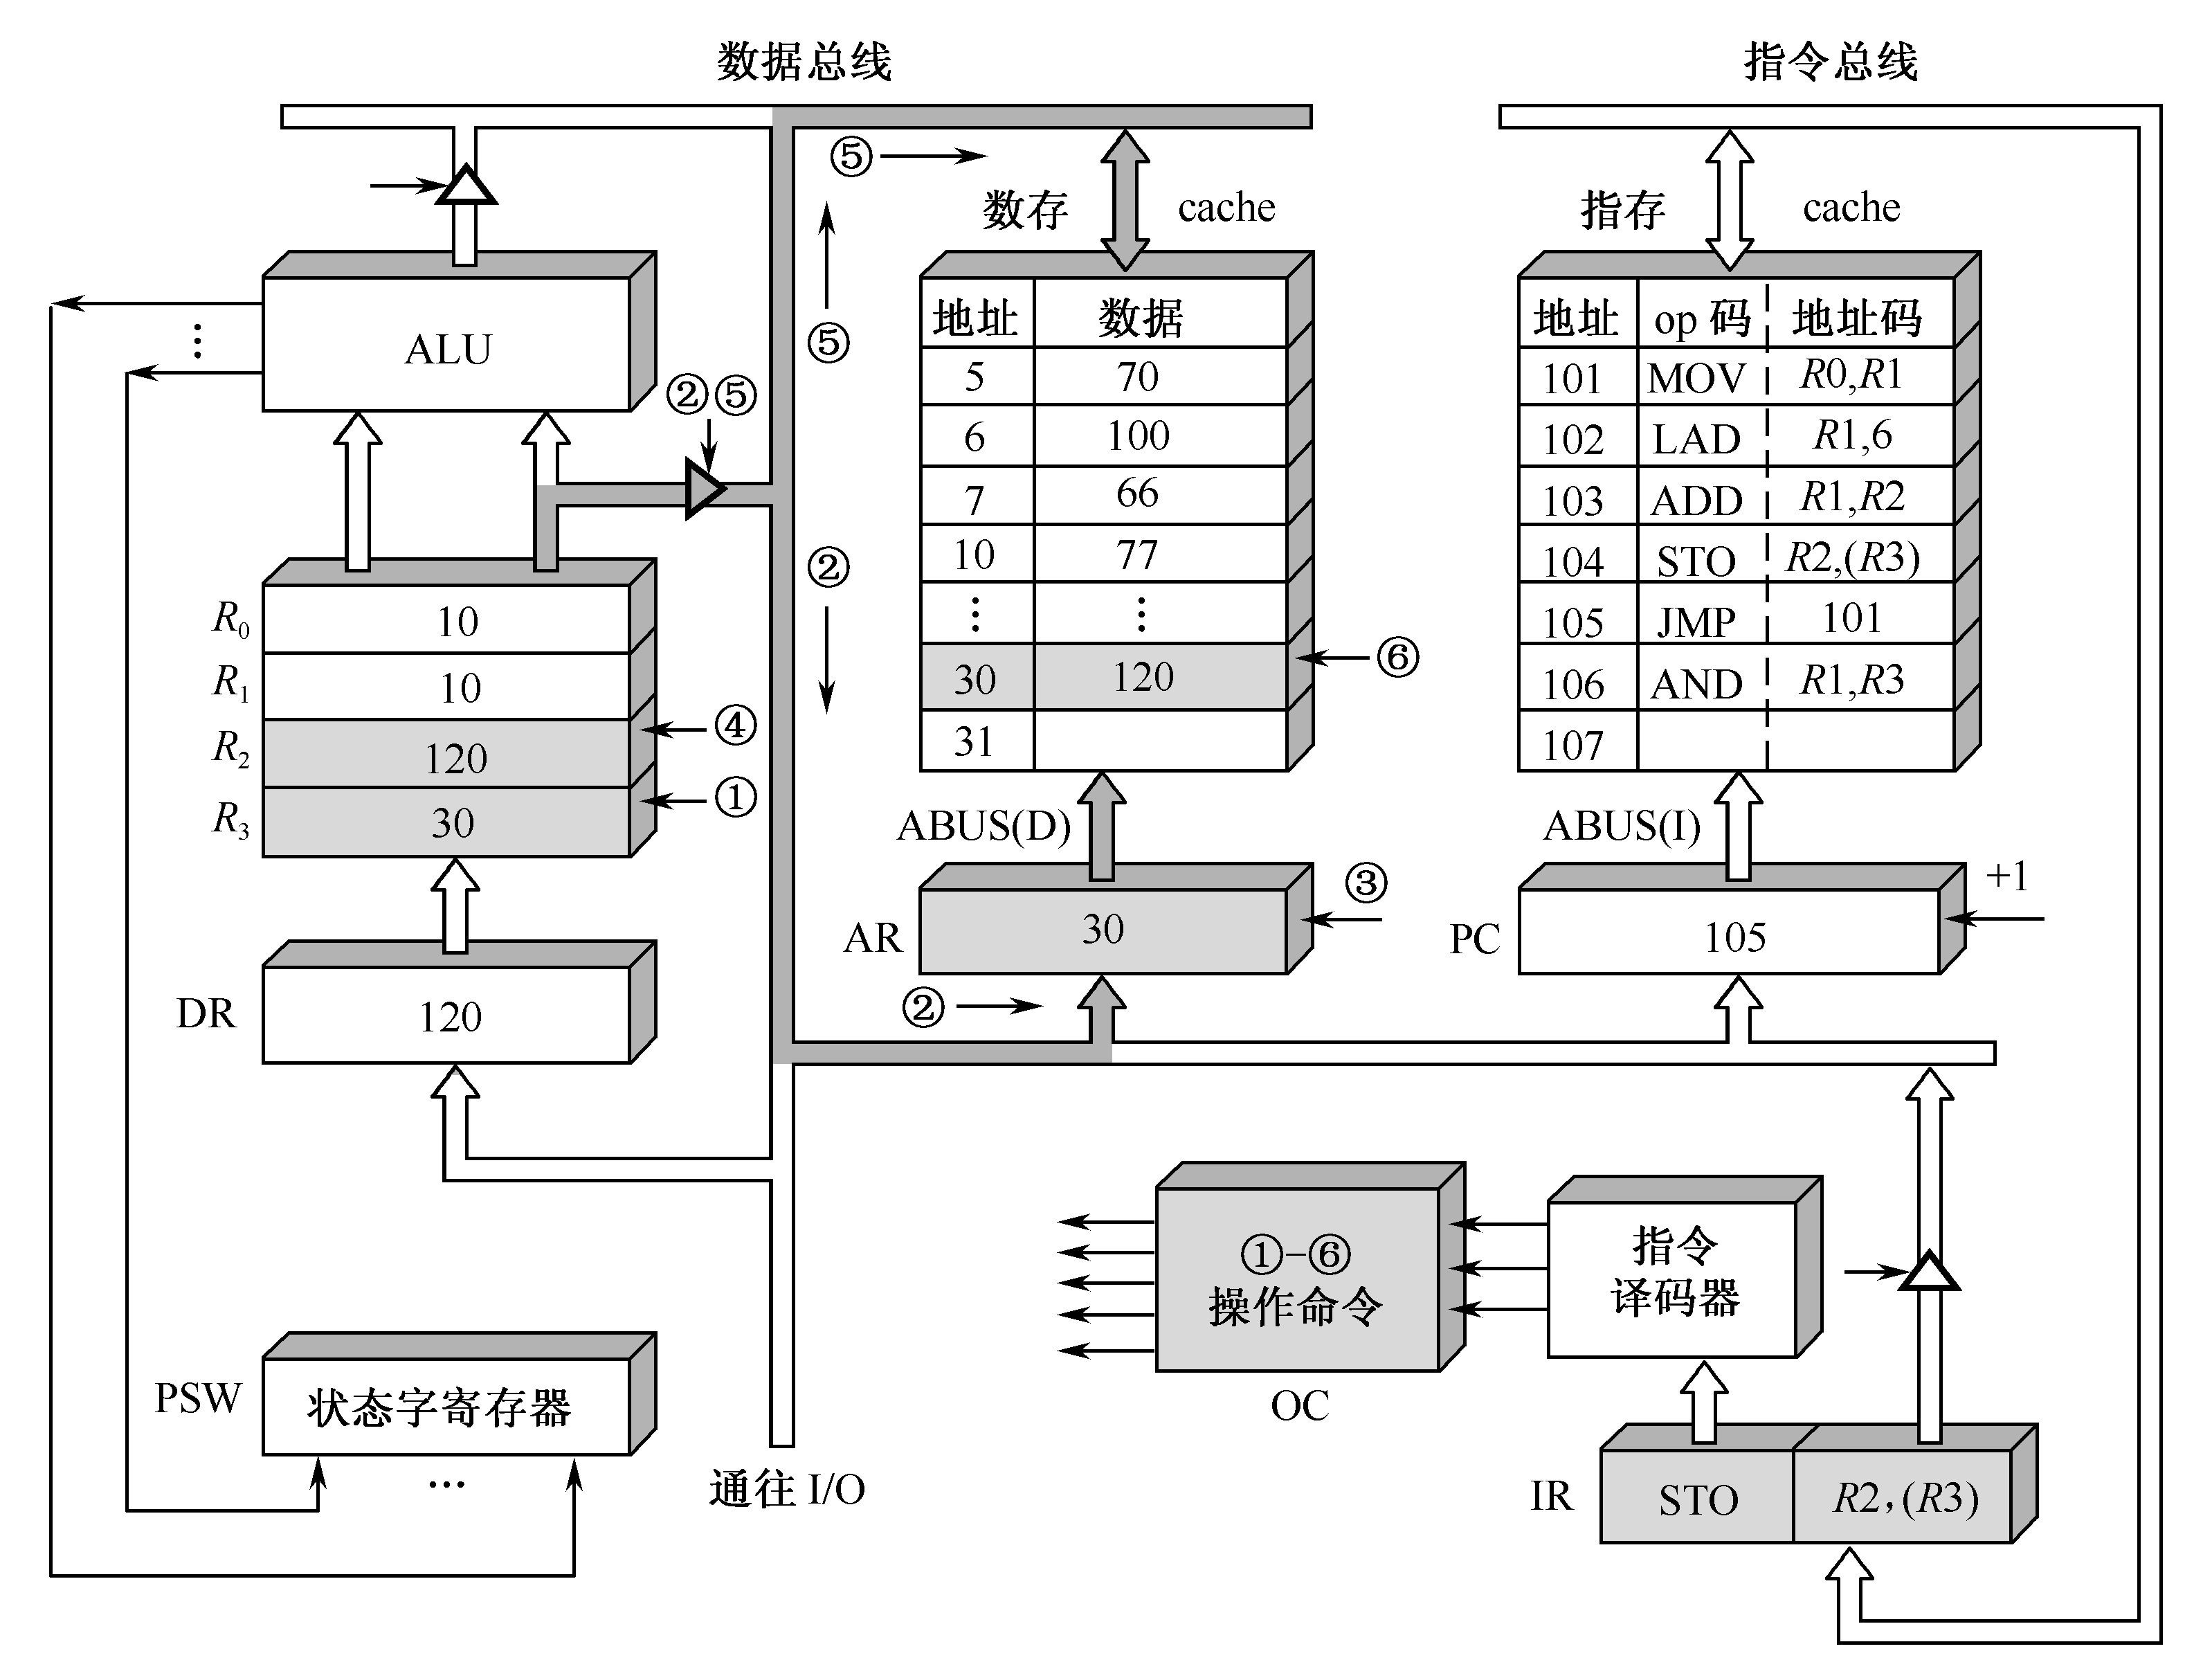 数据总线
指令总线
⑤
数存 cache
指存 cache
⑤
ALU
② ⑤
地址 数据
5 70
6 100
7 66
10 77
⋮ ⋮
30 120
31
⑥
地址 op 码 地址码
101 MOV R0,R1
102 LAD R1,6
103 ADD R1,R2
104 STO R2,(R3)
105 JMP 101
106 AND R1,R3
107
②
R0 10
R1 10
R2 120
④
R3 30
①
ABUS(D)
ABUS(I)
AR 30
③
PC 105
+1
②
DR 120
①-⑥
操作命令
OC
指令
译码器
PSW 状态字寄存器
…
通往 I/O
IR STO R2,(R3)